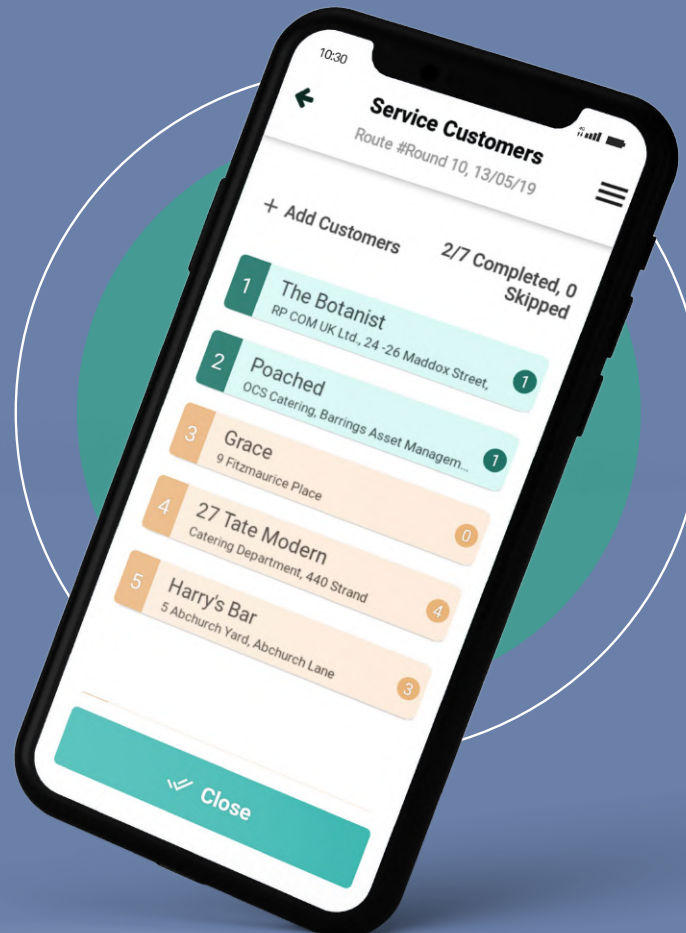 10:30
4G
Service Customers
Route #Round 10, 13/05/19
+ Add Customers
2/7 Completed, 0
Skipped
1
The Botanist
RP COM UK Ltd., 24 -26 Maddox Street,
1
2
Poached
OCS Catering, Barrings Asset Managem...
1
3
Grace
9 Fitzmaurice Place
0
4
27 Tate Modern
Catering Department, 440 Strand
4
5
Harry's Bar
5 Abchurch Yard, Abchurch Lane
3
Close